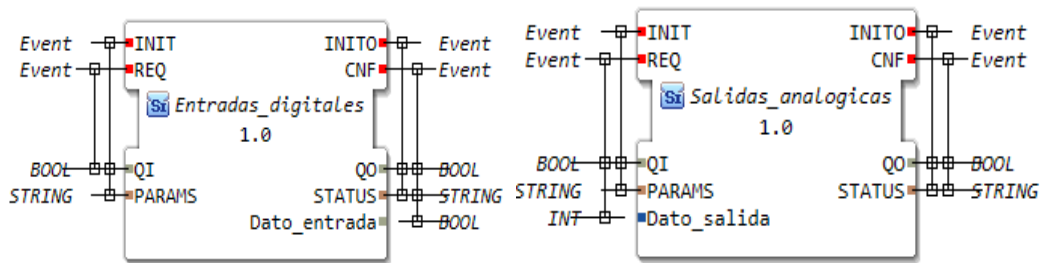 Event INIT INITO Event
Event REQ CNF Event
Si Entradas_digitales
1.0
BOOL QI QO BOOL
STRING PARAMS STATUS STRING
Dato_entrada BOOL
Event INIT INITO Event
Event REQ CNF Event
Si Salidas_analogicas
1.0
BOOL QI QO BOOL
STRING PARAMS STATUS STRING
INT Dato_salida